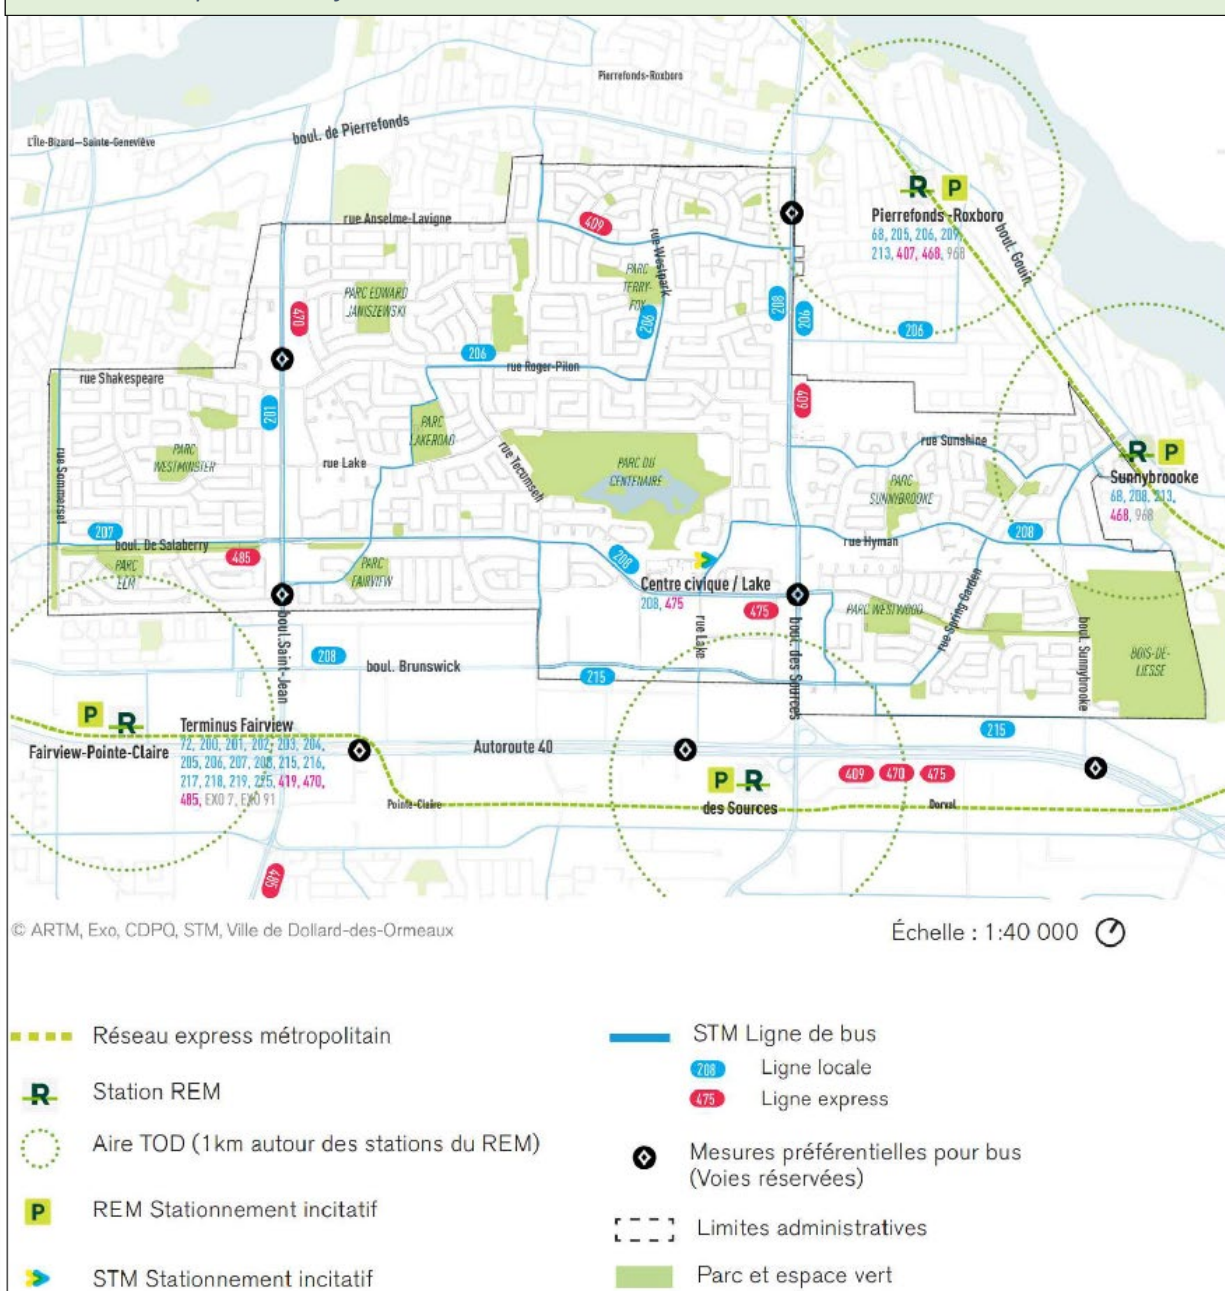 Pierrefonds-Roxboro
L'Île-Bizard—Sainte-Geneviève
boul. de Pierrefonds
R P
Pierrefonds-Roxboro
68, 205, 206, 209,
213, 407, 468, 968
boul. Gouin
rue Anselme-Lavigne
409
rue Westpark
PARC EDWARD
JANISZEWSKI
PARC
TERRY-
FOX
470
208
206
206
206
206
rue Roger-Pilon
rue Shakespeare
201
409
PARC
LAKEROAD
rue Sunshine
R P
Sunnybroooke
68, 208, 213,
468, 968
PARC
WESTMINSTER
rue Lake
rue Tecumseh
PARC DU
CENTENAIRE
PARC
SUNNYBROOKE
rue Sommerset
207
boul. De Salaberry
485
208
rue Hyman
208
PARC
ELM
PARC
FAIRVIEW
Centre civique / Lake
208, 475
475
PARC WESTWOOD
rue Spring Garden
boul. Saint-Jean
rue Lake
boul. des Sources
boul. Sunnybrooke
BOIS-DE-
LIESSE
208
boul. Brunswick
215
P R
Fairview-Pointe-Claire
Terminus Fairview
72, 200, 201, 202, 203, 204,
205, 206, 207, 208, 215, 216,
217, 218, 219, 225, 419, 470,
485, EXO 7, EXO 91
Autoroute 40
215
409 470 475
P R
des Sources
Pointe-Claire
Dorval
485
© ARTM, Exo, CDPQ, STM, Ville de Dollard-des-Ormeaux
Échelle : 1:40 000
Réseau express métropolitain
R Station REM
Aire TOD (1km autour des stations du REM)
P REM Stationnement incitatif
STM Stationnement incitatif
STM Ligne de bus
208 Ligne locale
475 Ligne express
Mesures préférentielles pour bus
(Voies réservées)
Limites administratives
Parc et espace vert